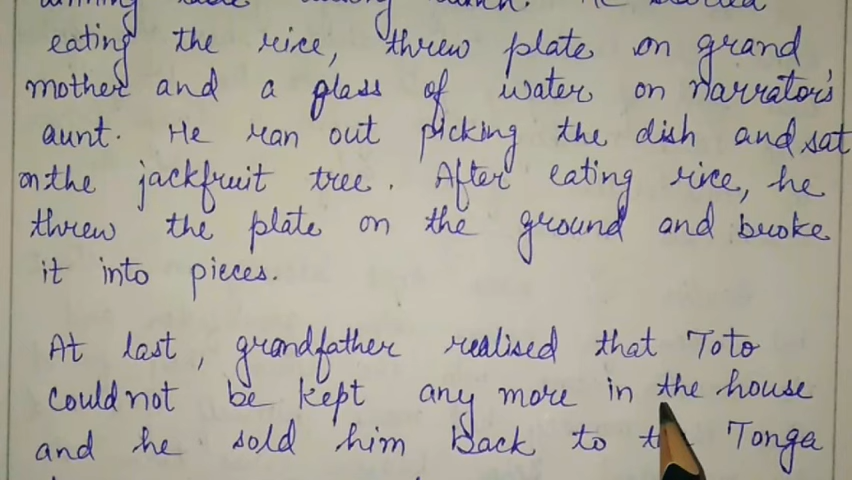 eating the rice, threw plate on grand
mother and a glass of water on narrator's
aunt. He ran out picking the dish and sat
on the jackfruit tree. After eating rice, he
threw the plate on the ground and broke
it into pieces.
At last, grandfather realised that Toto
could not be kept any more in the house
and he sold him back to the Tonga